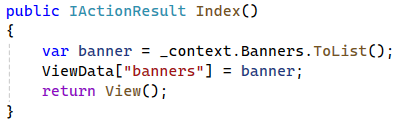 public IActionResult Index()
{
    var banner = _context.Banners.ToList();
    ViewData["banners"] = banner;
    return View();
}